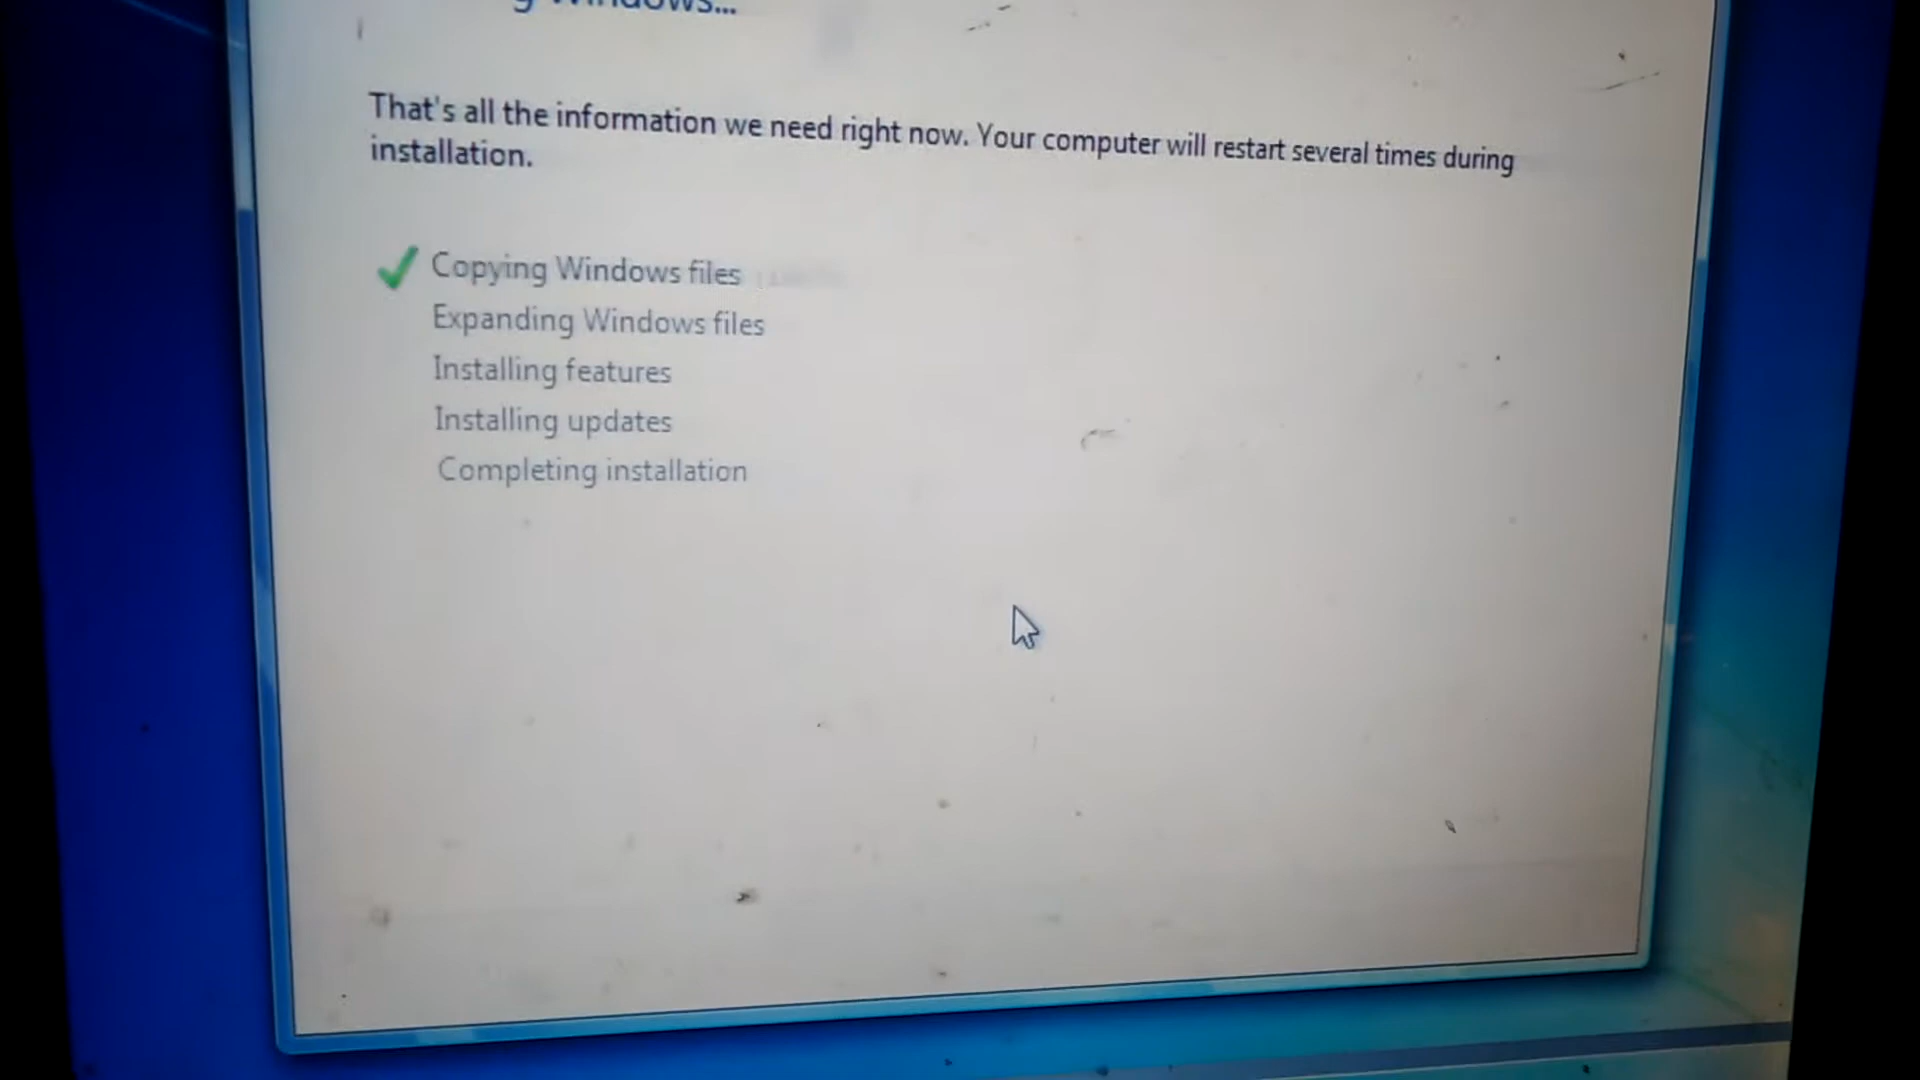 Windows...
That's all the information we need right now. Your computer will restart several times during
installation.
Copying Windows files
Expanding Windows files
Installing features
Installing updates
Completing installation